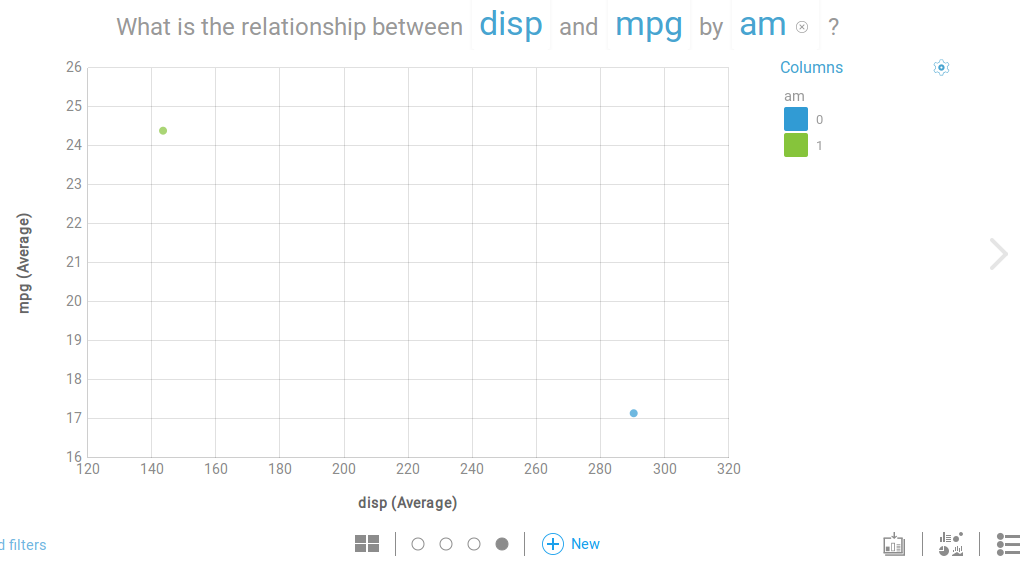 What is the relationship between disp and mpg by am ?
Columns
am
0
1
26
25
24
23
22
21
20
19
18
17
16
mpg (Average)
120 140 160 180 200 220 240 260 280 300 320
disp (Average)
d filters
New